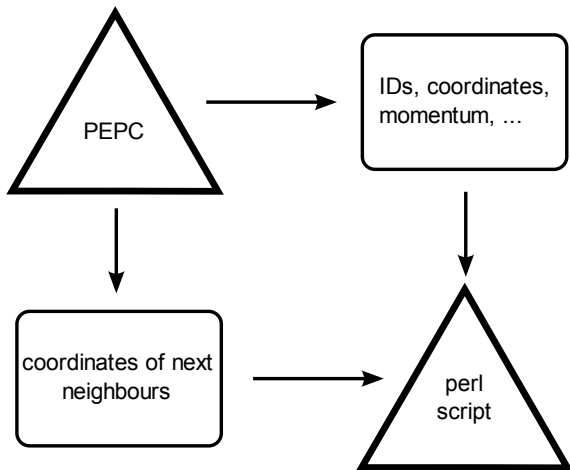 PEPC
IDs, coordinates,
momentum, ...
coordinates of next
neighbours
perl
script